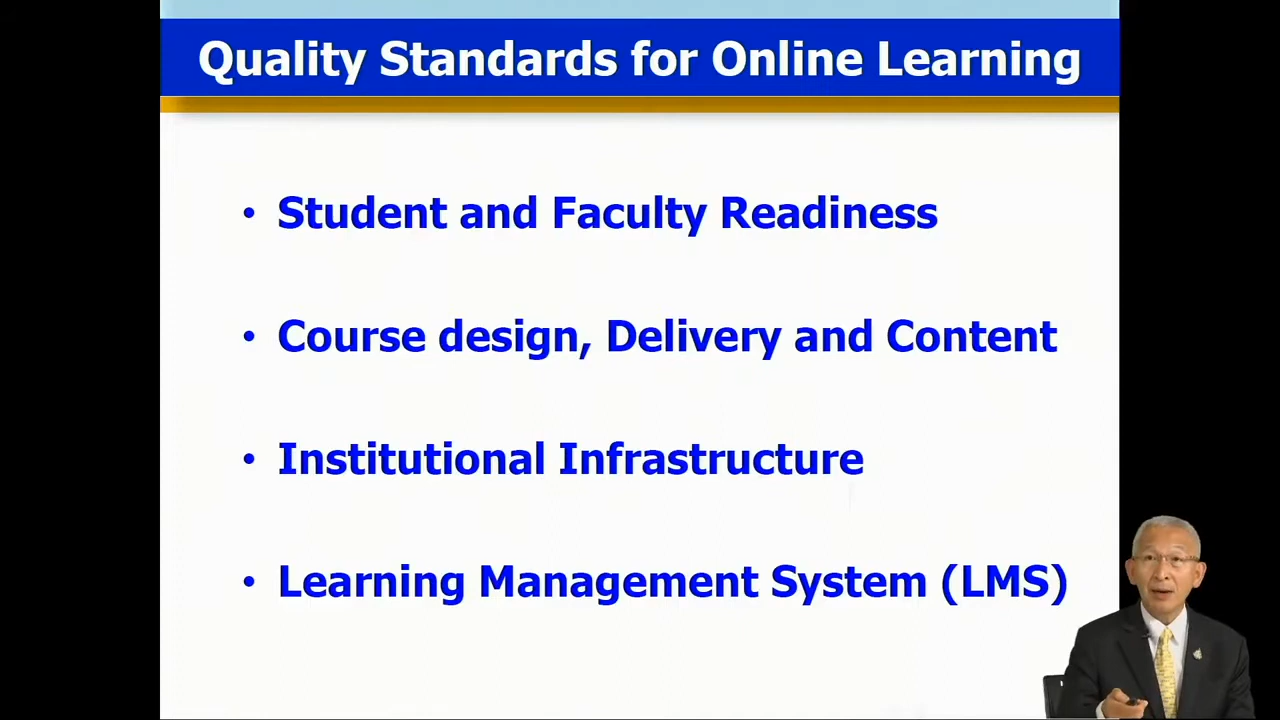 Quality Standards for Online Learning
• Student and Faculty Readiness
• Course design, Delivery and Content
• Institutional Infrastructure
• Learning Management System (LMS)